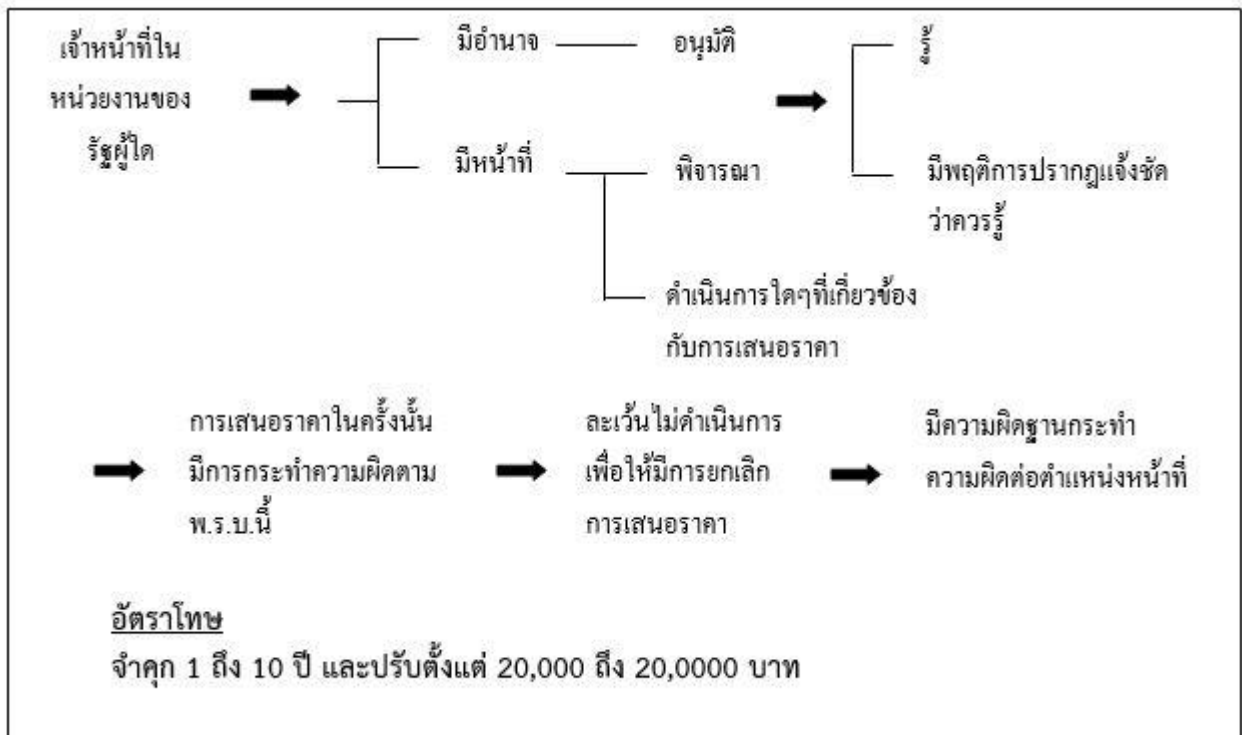 เจ้าหน้าที่ใน
หน่วยงานของ
รัฐผู้ใด
มีอำนาจ
อนุมัติ
มีหน้าที่
พิจารณา
ดำเนินการใดๆที่เกี่ยวข้อง
กับการเสนอราคา
มีพฤติการปรากฏแจ้งชัด
ว่าควรรู้
การเสนอราคาในครั้งนั้น
มีการกระทำความผิดตาม
พ.ร.บ.นี้
ละเว้นไม่ดำเนินการ
เพื่อให้มีการยกเลิก
การเสนอราคา
มีความผิดฐานกระทำ
ความผิดต่อตำแหน่งหน้าที่
อัตราโทษ
จำคุก 1 ถึง 10 ปี และปรับตั้งแต่ 20,000 ถึง 20,0000 บาท